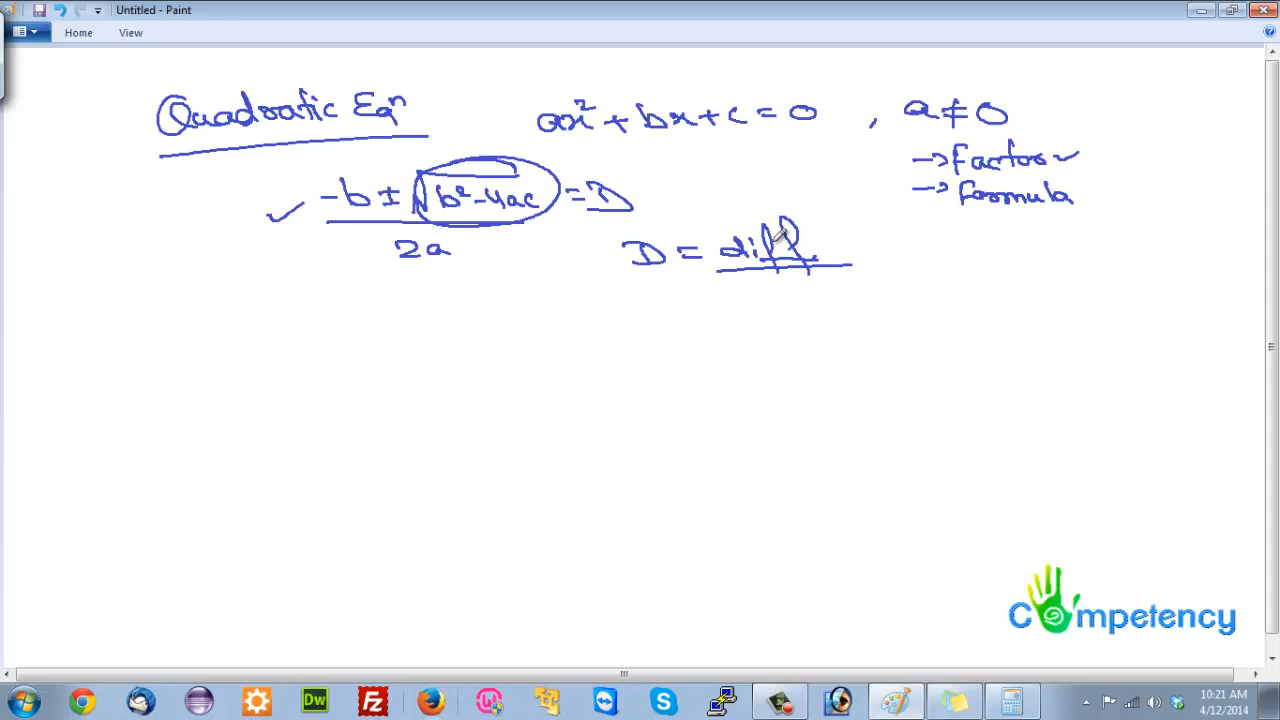 Untitled - Paint
Home View
Quadratic Eqn ax² + bx + c = 0 , a ≠ 0
→ factor ✓
→ formula
✓ -b ± √b² - 4ac = D
2a
D = diff.
Competency
Dw
10:21 AM
4/12/2014